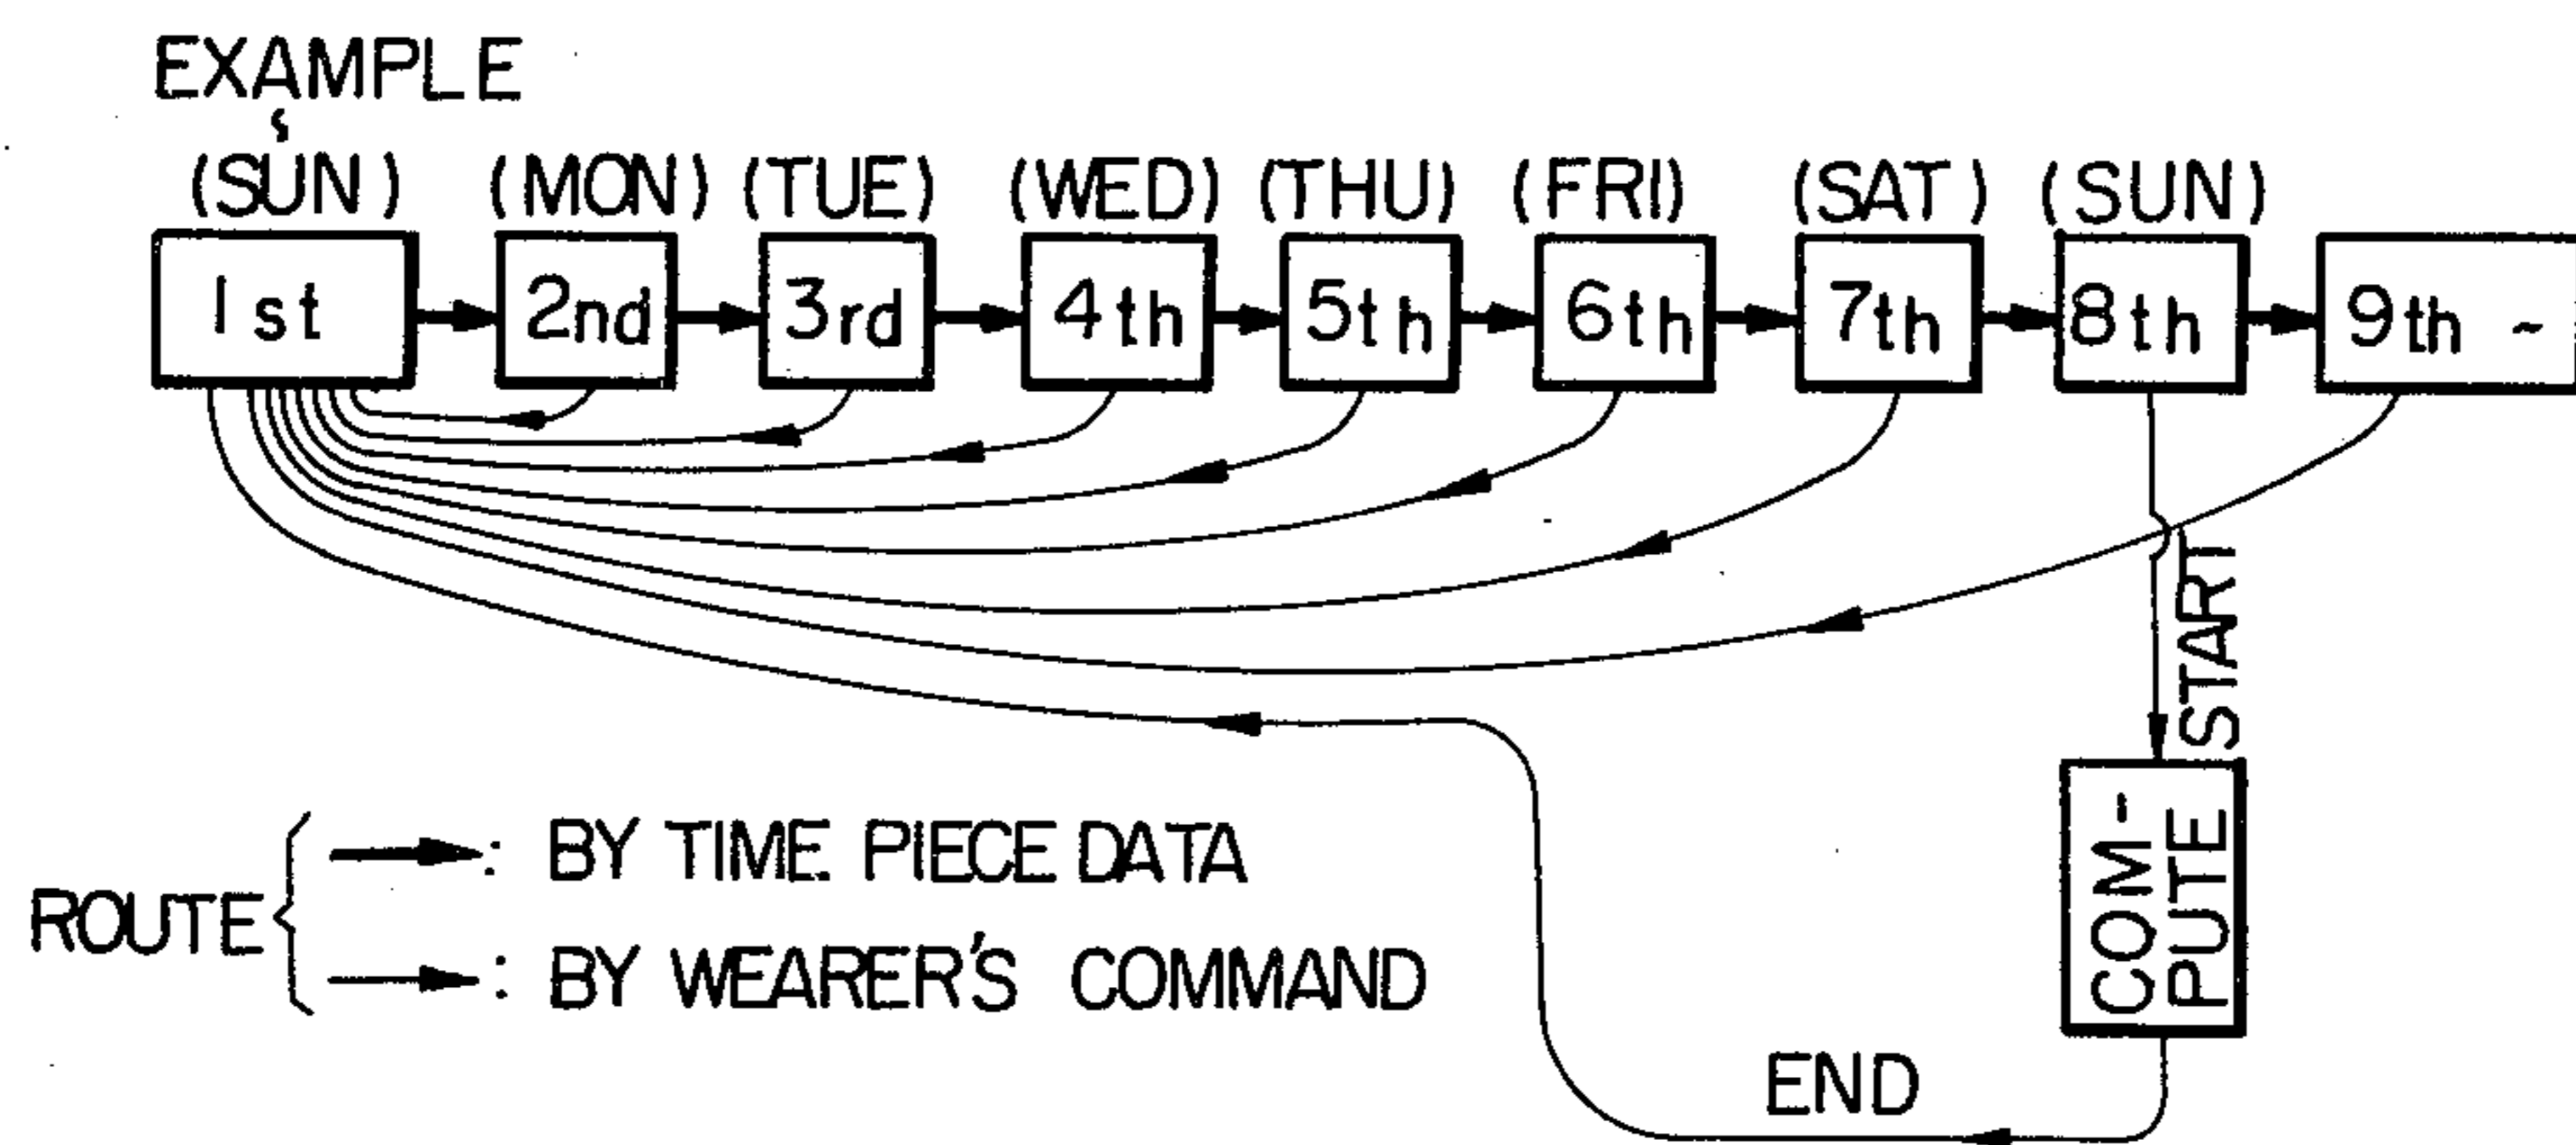 EXAMPLE
(SUN) (MON) (TUE) (WED) (THU) (FRI) (SAT) (SUN)
1st 2nd 3rd 4th 5th 6th 7th 8th 9th ~
START
COM-
PUTE
ROUTE
: BY TIME PIECE DATA
: BY WEARER'S COMMAND
END